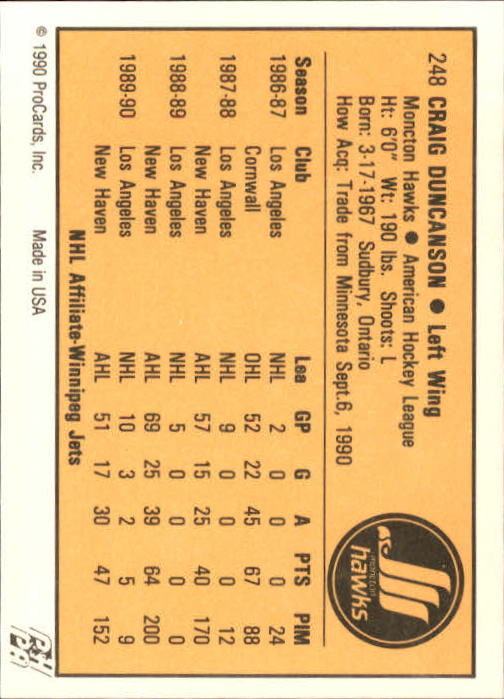 248 CRAIG DUNCANSON ● Left Wing
Moncton Hawks ● American Hockey League
Ht: 6'0" Wt: 190 lbs. Shoots: L
Born: 3-17-1967 Sudbury, Ontario
How Acq: Trade from Minnesota Sept.6, 1990
moncton
hawks
Season Club Lea GP G A PTS PIM
1986-87 Los Angeles NHL 2 0 0 0 24
Cornwall OHL 52 22 45 67 88
1987-88 Los Angeles NHL 9 0 0 0 12
New Haven AHL 57 15 25 40 170
1988-89 Los Angeles NHL 5 0 0 0 0
New Haven AHL 69 25 39 64 200
1989-90 Los Angeles NHL 10 3 2 5 9
New Haven AHL 51 17 30 47 152
NHL Affiliate-Winnipeg Jets
© 1990 ProCards, Inc. Made in USA